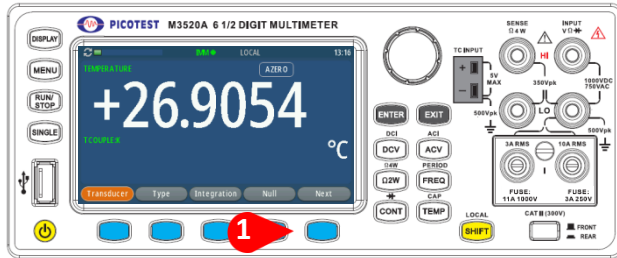 PICOTEST M3520A 6 1/2 DIGIT MULTIMETER
DISPLAY
MENU
RUN/
STOP
SINGLE
LOCAL
13:16
TEMPERATURE
AZERO
+26.9054
°C
Transducer
Type
Integration
Null
Next
1
ENTER
EXIT
DCI
ACI
DCV
ACV
Ω4W
PERIOD
Ω2W
FREQ
CAP
CONT
TEMP
LOCAL
SHIFT
TC INPUT
+
-
5V
MAX
SENSE
Ω 4 W
INPUT
V Ω
HI
350Vpk
1000VDC
750VAC
LO
500Vpk
500Vpk
3A RMS
10A RMS
I
FUSE:
11A 1000V
FUSE:
3A 250V
CAT II (300V)
FRONT
REAR